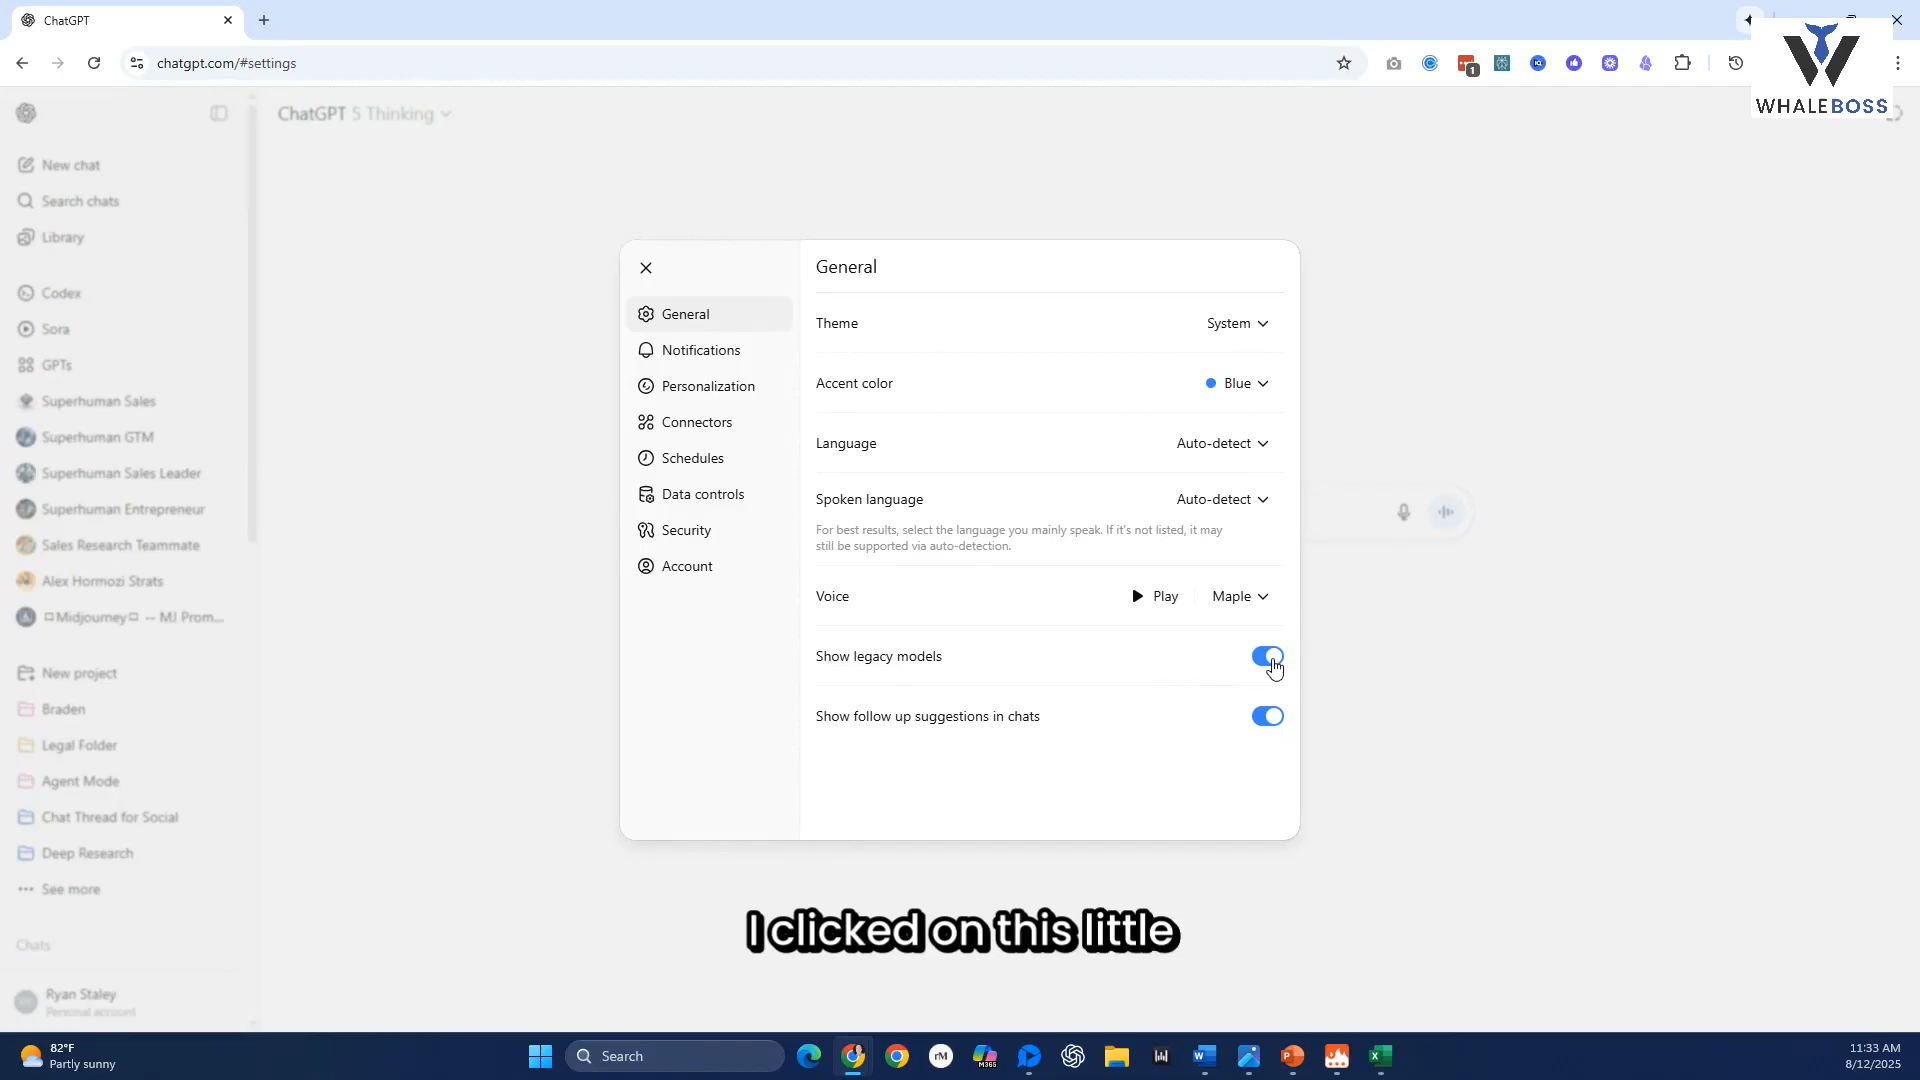 ChatGPT
chatgpt.com/#settings
1
WHALEBOSS
ChatGPT 5 Thinking
New chat
Search chats
Library
Codex
Sora
GPTs
Superhuman Sales
Superhuman GTM
Superhuman Sales Leader
Superhuman Entrepreneur
Sales Research Teammate
Alex Hormozi Strats
Midjourney -- MJ Prom...
New project
Braden
Legal Folder
Agent Mode
Chat Thread for Social
Deep Research
See more
Chats
Ryan Staley
Personal account
General
Notifications
Personalization
Connectors
Schedules
Data controls
Security
Account
General
Theme
System
Accent color
Blue
Language
Auto-detect
Spoken language
Auto-detect
For best results, select the language you mainly speak. If it's not listed, it may
still be supported via auto-detection.
Voice
Play
Maple
Show legacy models
Show follow up suggestions in chats
I clicked on this little
82°F
Partly sunny
Search
rM
M365
11:33 AM
8/12/2025